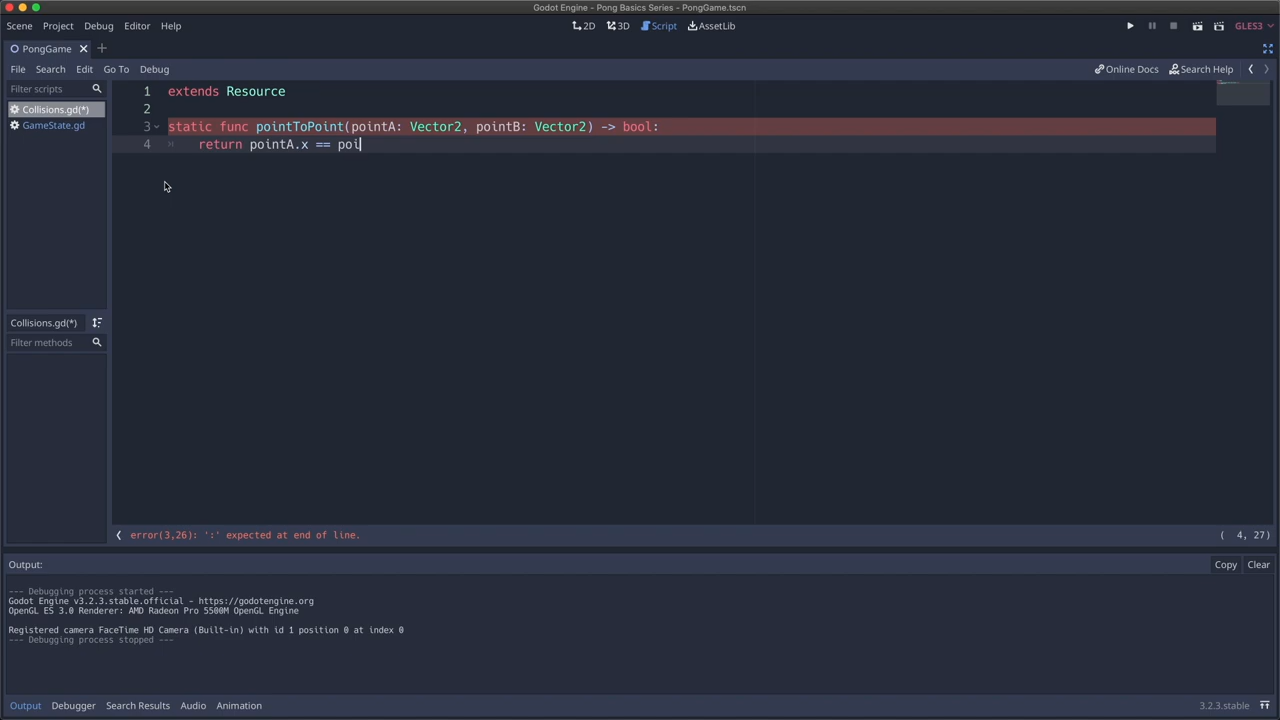 Godot Engine - Pong Basics Series - PongGame.tscn
Scene Project Debug Editor Help 2D 3D Script AssetLib GLES3
PongGame
File Search Edit Go To Debug Online Docs Search Help
Filter scripts
Collisions.gd(*)
GameState.gd
1 extends Resource
2
3 static func pointToPoint(pointA: Vector2, pointB: Vector2) -> bool:
4 return pointA.x == poi
Collisions.gd(*)
Filter methods
error(3,26): ':' expected at end of line. ( 4, 27)
Output: Copy Clear
--- Debugging process started ---
Godot Engine v3.2.3.stable.official - https://godotengine.org
OpenGL ES 3.0 Renderer: AMD Radeon Pro 5500M OpenGL Engine
Registered camera FaceTime HD Camera (Built-in) with id 1 position 0 at index 0
--- Debugging process stopped ---
Output Debugger Search Results Audio Animation 3.2.3.stable